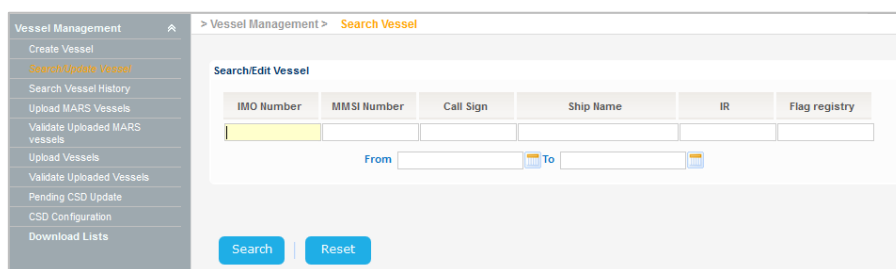 Vessel Management
Create Vessel
Search/Update Vessel
Search Vessel History
Upload MARS Vessels
Validate Uploaded MARS
vessels
Upload Vessels
Validate Uploaded Vessels
Pending CSD Update
CSD Configuration
Download Lists
> Vessel Management > Search Vessel
Search/Edit Vessel
IMO Number MMSI Number Call Sign Ship Name IR Flag registry
From To
Search Reset